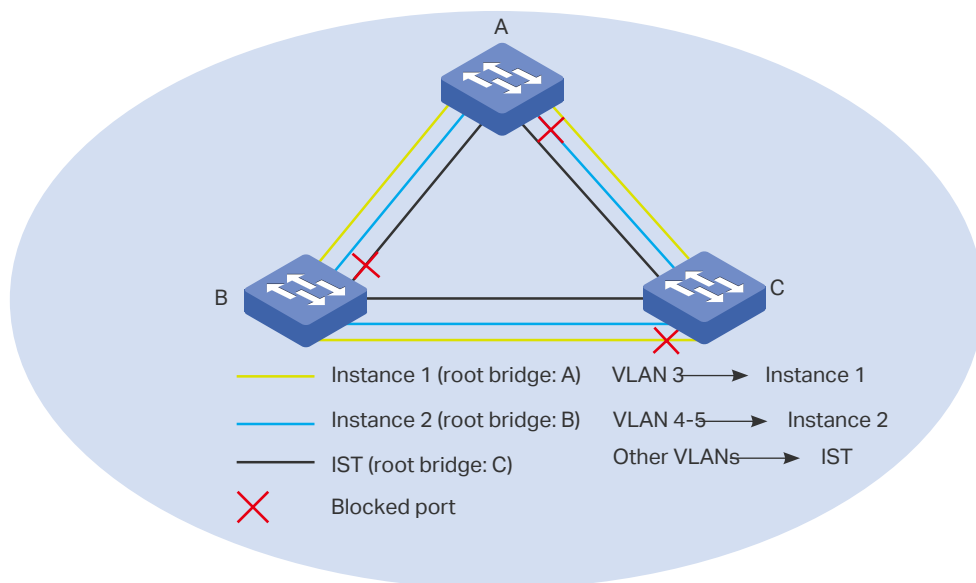 A
B
C
Instance 1 (root bridge: A) VLAN 3 Instance 1
Instance 2 (root bridge: B) VLAN 4-5 Instance 2
IST (root bridge: C) Other VLANs IST
Blocked port